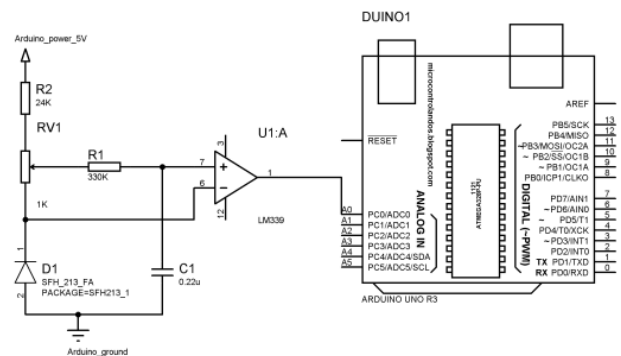 DUINO1
Arduino_power_5V
R2
24K
RV1
1K
R1
330K
U1:A
3
7
6
1
12
LM339
1
D1
SFH_213_FA
PACKAGE=SFH213_1
2
C1
0.22u
Arduino_ground
microcontrolandos.blogspot.com
RESET
AREF
13
PB5/SCK
12
PB4/MISO
11
~PB3/MOSI/OC2A
10
~ PB2/SS/OC1B
9
~ PB1/OC1A
8
PB0/ICP1/CLKO
7
PD7/AIN1
6
~ PD6/AIN0
5
~ PD5/T1
4
PD4/T0/XCK
3
~ PD3/INT1
2
PD2/INT0
1
TX PD1/TXD
0
RX PD0/RXD
A0
PC0/ADC0
A1
PC1/ADC1
A2
PC2/ADC2
A3
PC3/ADC3
A4
PC4/ADC4/SDA
A5
PC5/ADC5/SCL
ANALOG IN
1121
ATMEGA328P-PU
DIGITAL (~PWM)
ARDUINO UNO R3